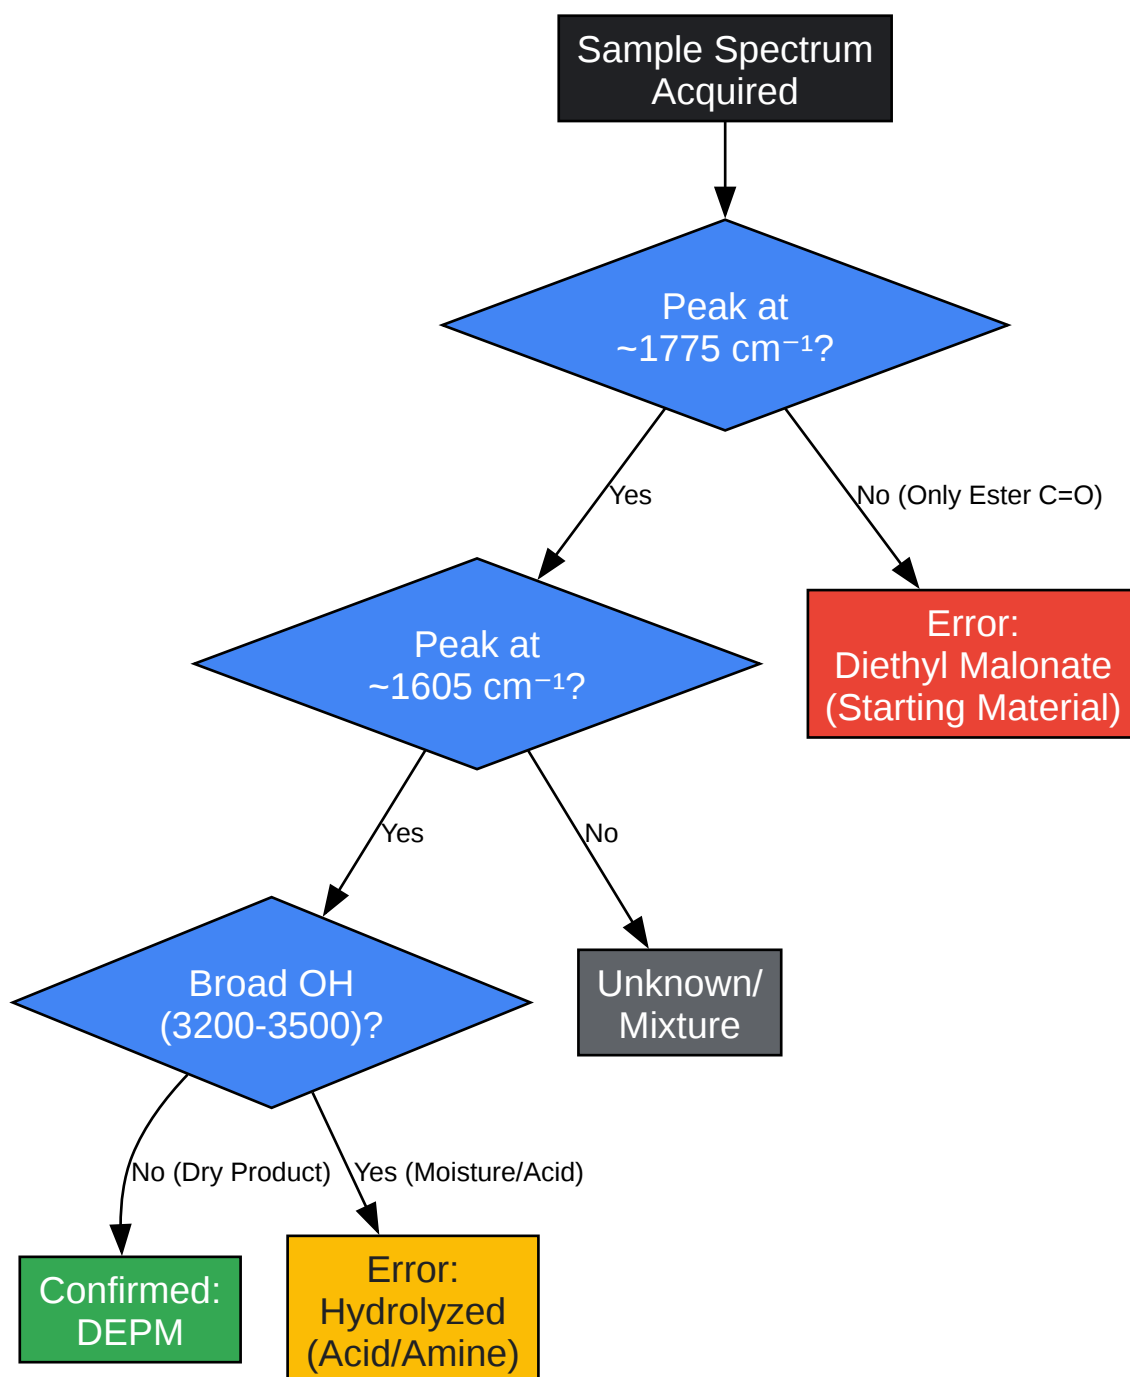 Sample Spectrum
Acquired
Peak at
~1775 cm⁻¹?
Yes
No (Only Ester C=O)
Peak at
~1605 cm⁻¹?
Error:
Diethyl Malonate
(Starting Material)
Yes
No
Broad OH
(3200-3500)?
Unknown/
Mixture
No (Dry Product)
Yes (Moisture/Acid)
Confirmed:
DEPM
Error:
Hydrolyzed
(Acid/Amine)